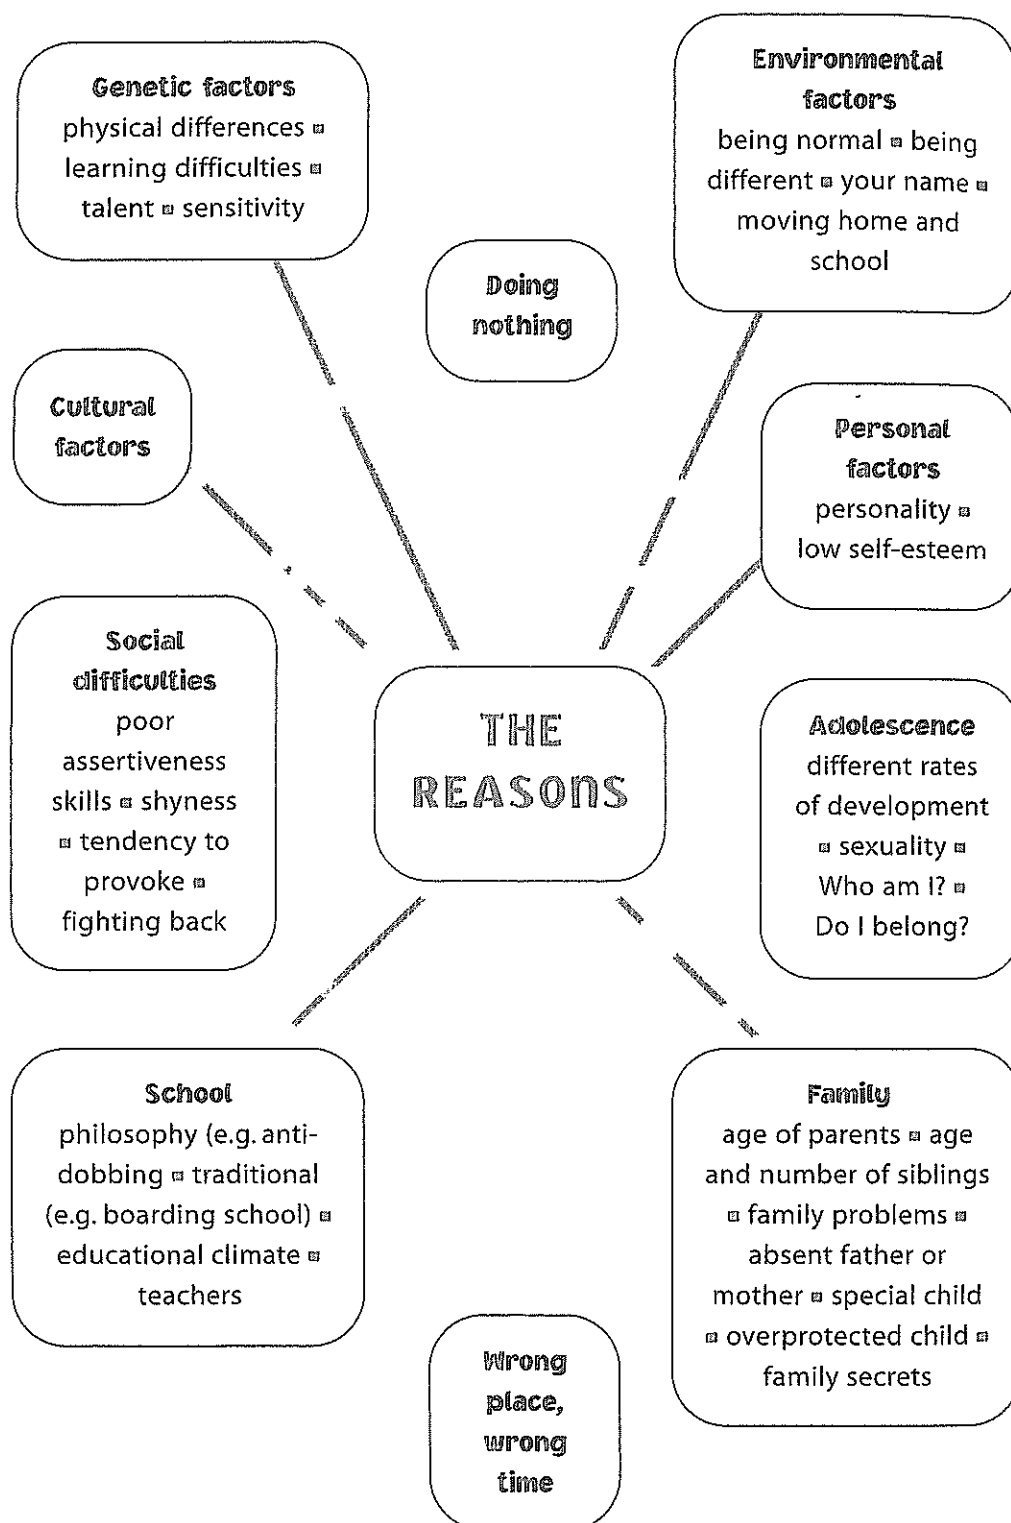 Genetic factors
physical differences ▫
learning difficulties ▫
talent ▫ sensitivity
Environmental
factors
being normal ▫ being
different ▫ your name ▫
moving home and
school
Doing
nothing
Cultural
factors
Personal
factors
personality ▫
low self-esteem
Social
difficulties
poor
assertiveness
skills ▫ shyness
▫ tendency to
provoke ▫
fighting back
THE
REASONS
Adolescence
different rates
of development
▫ sexuality ▫
Who am I? ▫
Do I belong?
School
philosophy (e.g. anti-
dobbing ▫ traditional
(e.g. boarding school) ▫
educational climate ▫
teachers
Family
age of parents ▫ age
and number of siblings
▫ family problems ▫
absent father or
mother ▫ special child
▫ overprotected child ▫
family secrets
Wrong
place,
wrong
time